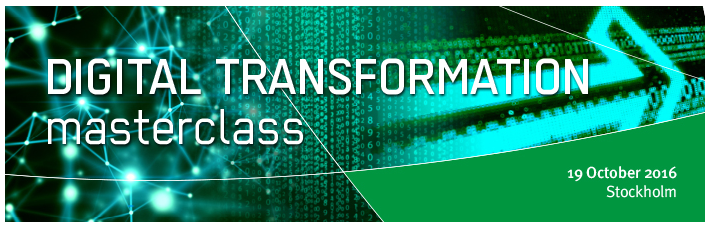 DIGITAL TRANSFORMATION
masterclass
19 October 2016
Stockholm